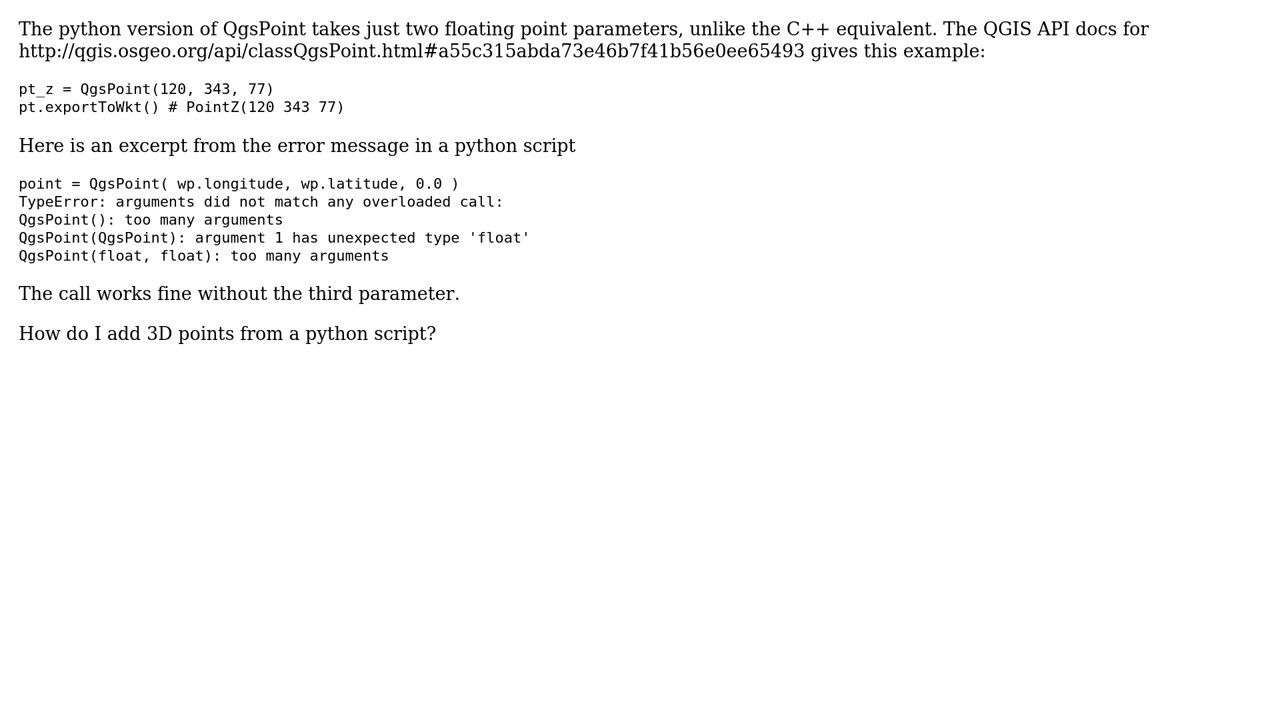 The python version of QgsPoint takes just two floating point parameters, unlike the C++ equivalent. The QGIS API docs for
http://qgis.osgeo.org/api/classQgsPoint.html#a55c315abda73e46b7f41b56e0ee65493 gives this example:
pt_z = QgsPoint(120, 343, 77)
pt.exportToWkt() # PointZ(120 343 77)
Here is an excerpt from the error message in a python script
point = QgsPoint( wp.longitude, wp.latitude, 0.0 )
TypeError: arguments did not match any overloaded call:
QgsPoint(): too many arguments
QgsPoint(QgsPoint): argument 1 has unexpected type 'float'
QgsPoint(float, float): too many arguments
The call works fine without the third parameter.
How do I add 3D points from a python script?